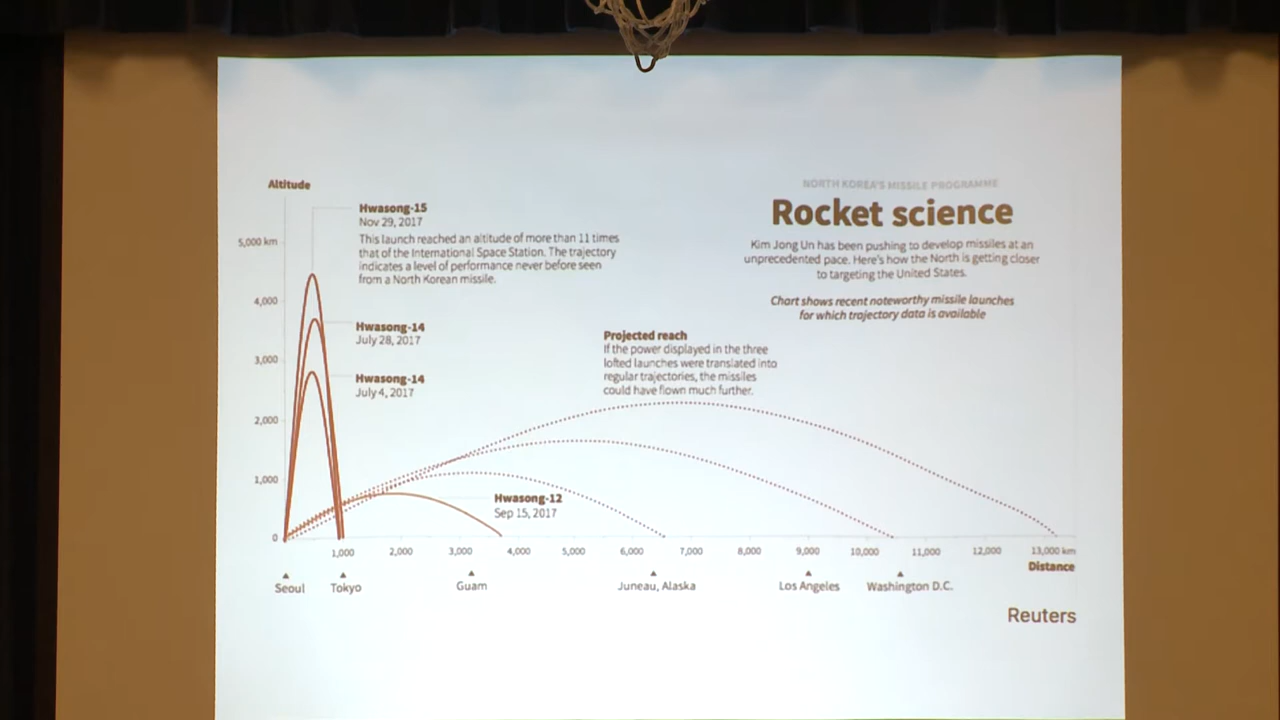 NORTH KOREA'S MISSILE PROGRAMME
Rocket science
Kim Jong Un has been pushing to develop missiles at an
unprecedented pace. Here's how the North is getting closer
to targeting the United States.
Chart shows recent noteworthy missile launches
for which trajectory data is available
Altitude
5,000 km
4,000
3,000
2,000
1,000
0
Hwasong-15
Nov 29, 2017
This launch reached an altitude of more than 11 times
that of the International Space Station. The trajectory
indicates a level of performance never before seen
from a North Korean missile.
Hwasong-14
July 28, 2017
Hwasong-14
July 4, 2017
Projected reach
If the power displayed in the three
lofted launches were translated into
regular trajectories, the missiles
could have flown much further.
Hwasong-12
Sep 15, 2017
1,000 2,000 3,000 4,000 5,000 6,000 7,000 8,000 9,000 10,000 11,000 12,000 13,000 km
Distance
Seoul Tokyo Guam Juneau, Alaska Los Angeles Washington D.C.
Reuters